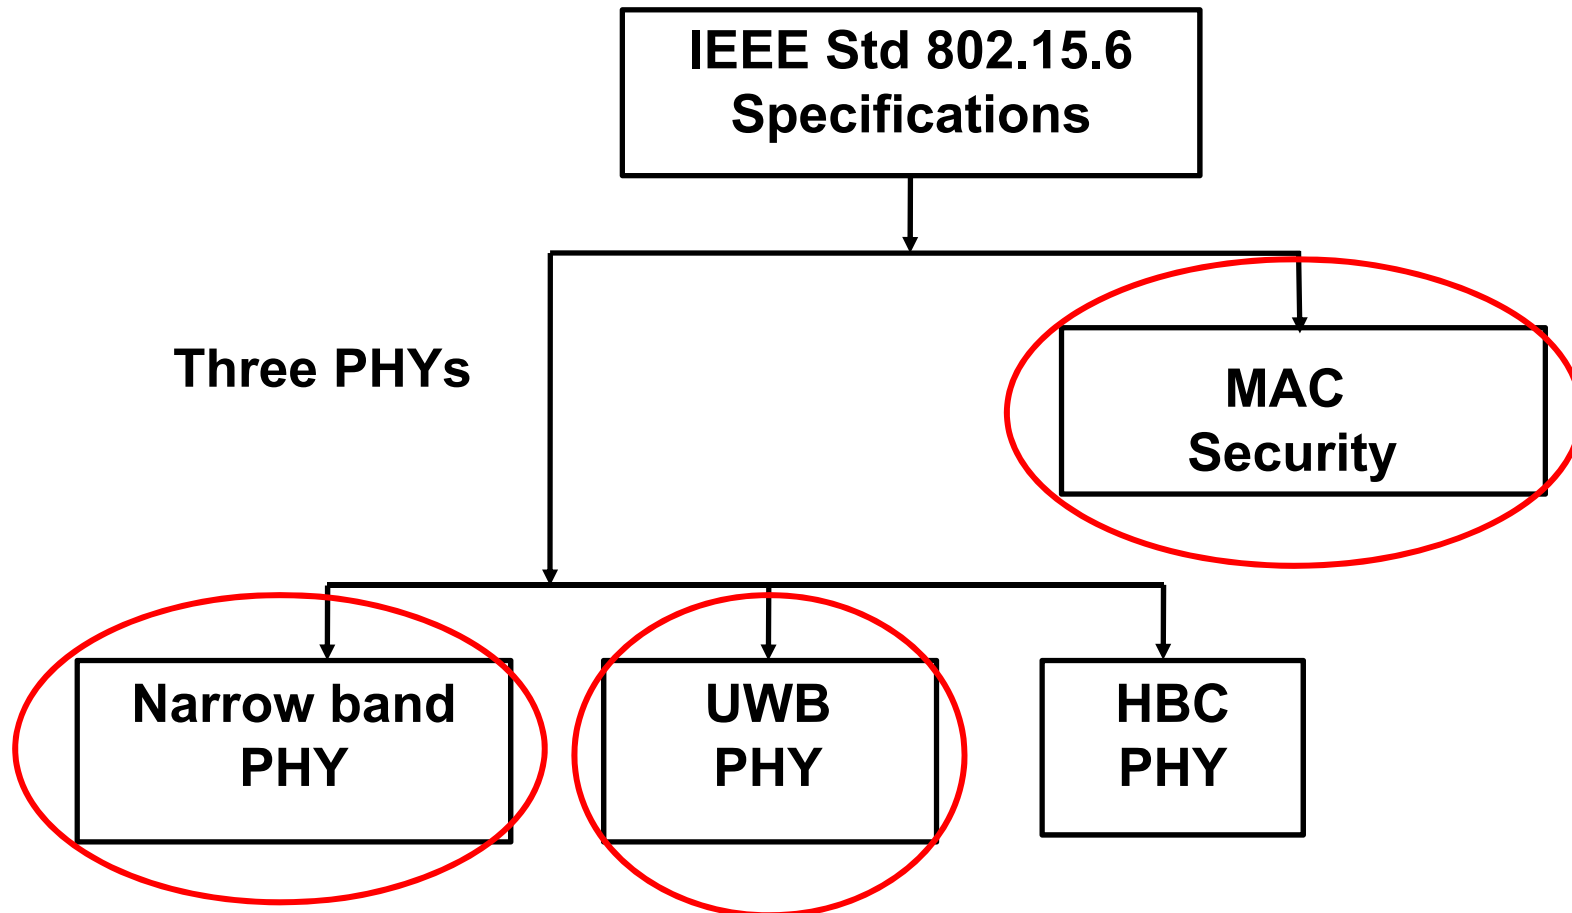 IEEE Std 802.15.6
Specifications
Three PHYs
MAC
Security
Narrow band
PHY
UWB
PHY
HBC
PHY